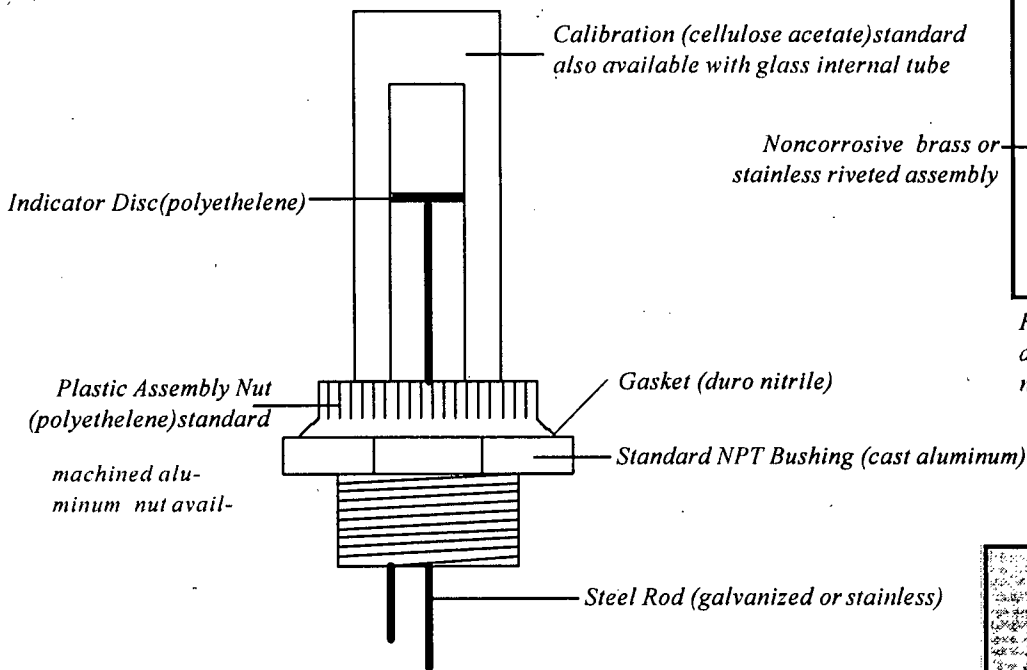 Calibration (cellulose acetate)standard
also available with glass internal tube
Noncorrosive brass or
stainless riveted assembly
Indicator Disc(polyethelene)
Plastic Assembly Nut
(polyethelene)standard
machined alu-
minum nut avail-
Gasket (duro nitrile)
Standard NPT Bushing (cast aluminum)
Steel Rod (galvanized or stainless)